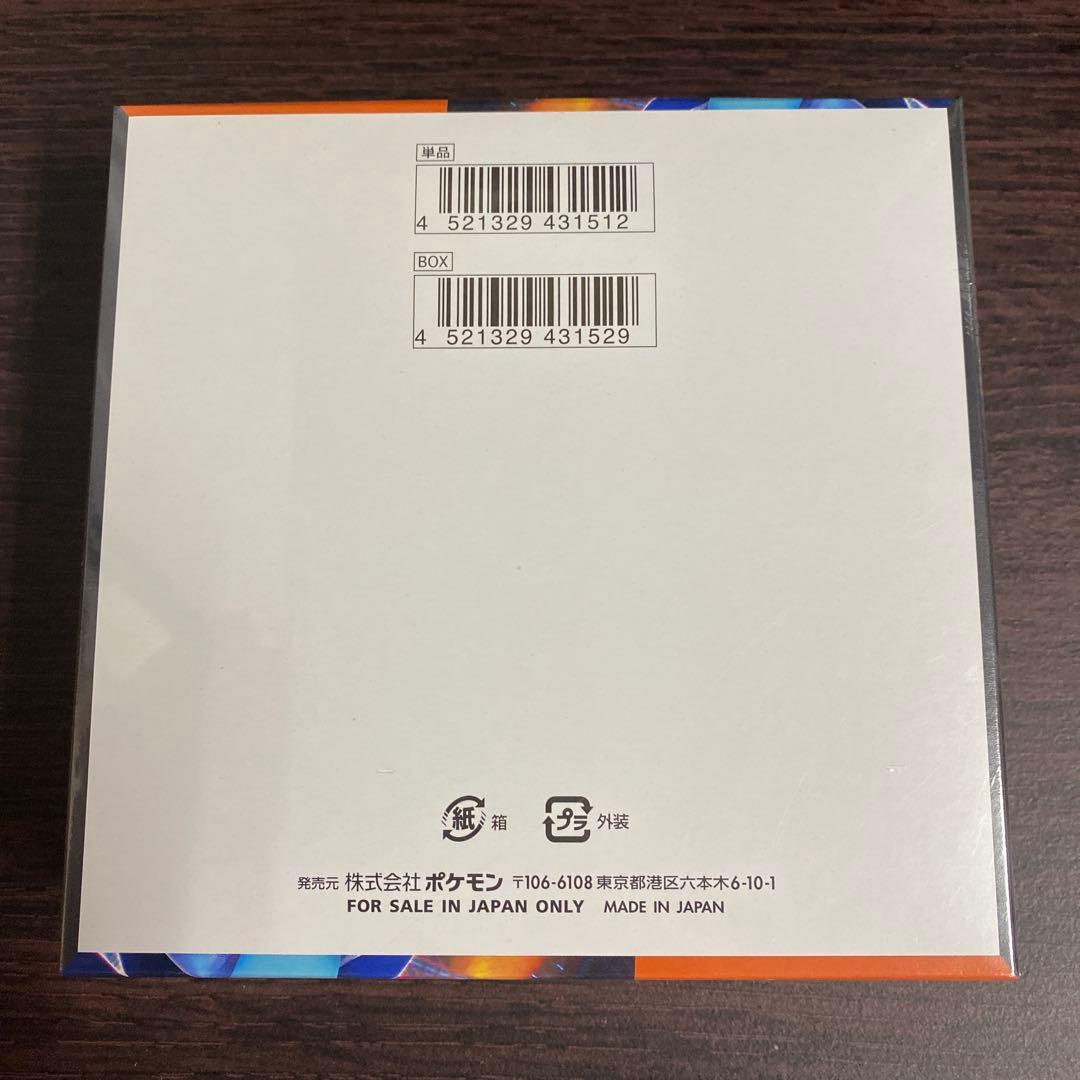 単品
4 521329 431512
BOX
4 521329 431529
紙 箱 プラ 外装
発売元 株式会社 ポケモン 〒106-6108 東京都港区六本木6-10-1
FOR SALE IN JAPAN ONLY MADE IN JAPAN